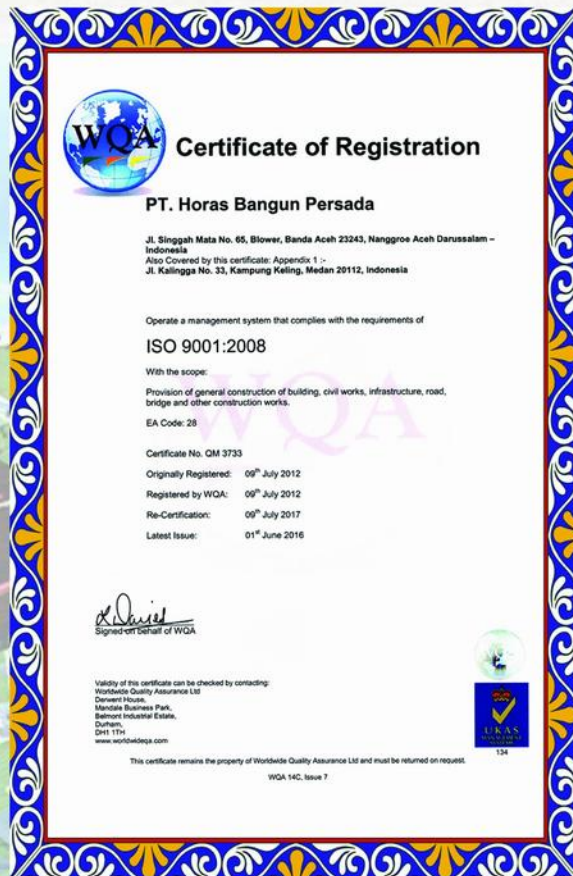 WQA
Certificate of Registration
PT. Horas Bangun Persada
Jl. Singgah Mata No. 65, Blower, Banda Aceh 23243, Nanggroe Aceh Darussalam –
Indonesia
Also Covered by this certificate: Appendix 1 :-
Jl. Kalingga No. 33, Kampung Keling, Medan 20112, Indonesia
Operate a management system that complies with the requirements of
ISO 9001:2008
With the scope:
Provision of general construction of building, civil works, infrastructure, road,
bridge and other construction works.
WQA
EA Code: 28
Certificate No. QM 3733
Originally Registered: 09th July 2012
Registered by WQA: 09th July 2012
Re-Certification: 09th July 2017
Latest Issue: 01st June 2016
Signed on behalf of WQA
Validity of this certificate can be checked by contacting:
Worldwide Quality Assurance Ltd
Derwent House,
Mandale Business Park,
Belmont Industrial Estate,
Durham,
DH1 1TH
www.worldwideqa.com
UKAS
MANAGEMENT
SYSTEMS
134
This certificate remains the property of Worldwide Quality Assurance Ltd and must be returned on request.
WQA 14C, Issue 7